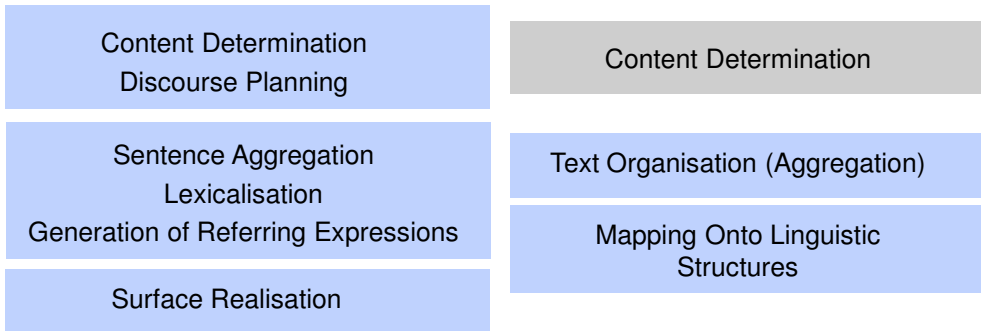 Content Determination
Discourse Planning
Sentence Aggregation
Lexicalisation
Generation of Referring Expressions
Surface Realisation
Content Determination
Text Organisation (Aggregation)
Mapping Onto Linguistic
Structures